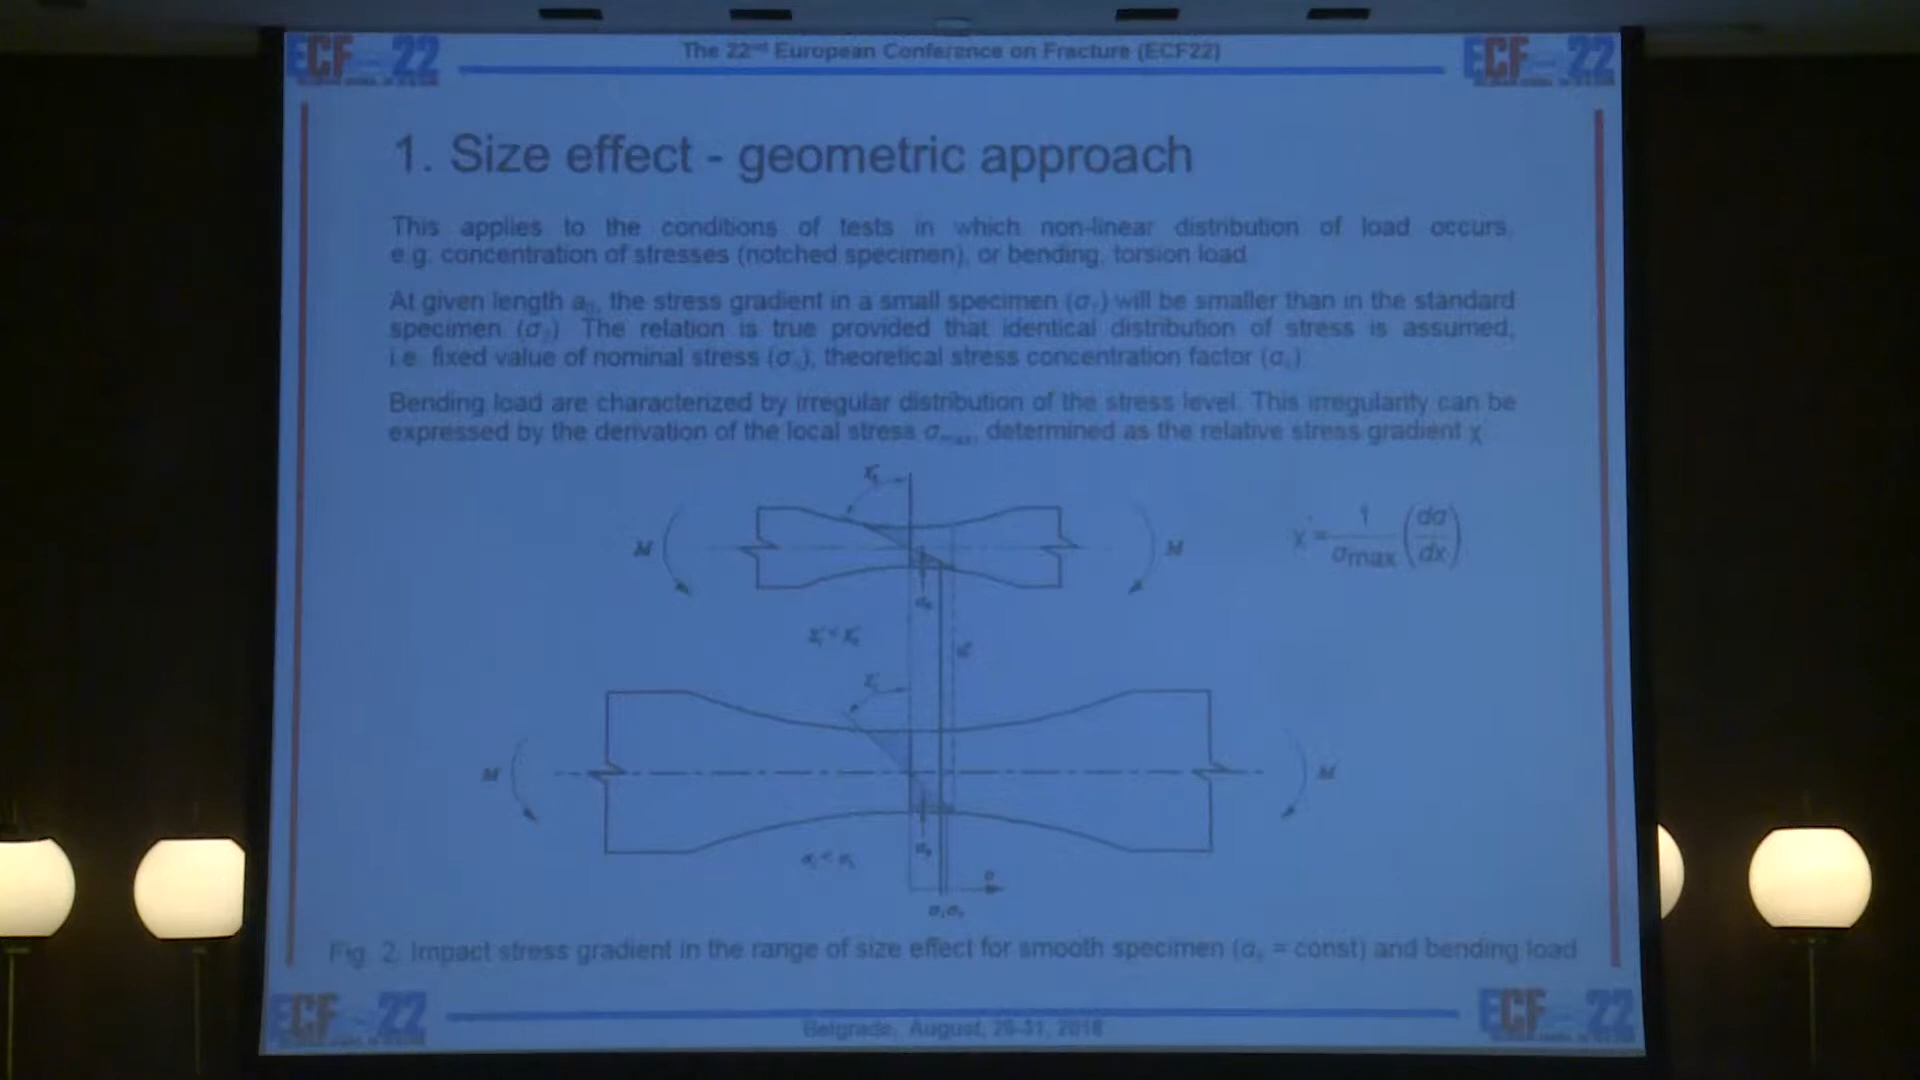 ECF 22
The 22nd European Conference on Fracture (ECF22)
ECF 22
1. Size effect - geometric approach
This applies to the conditions of tests in which non-linear distribution of load occurs,
e.g. concentration of stresses (notched specimen), or bending, torsion load
At given length a₀, the stress gradient in a small specimen (σ₁) will be smaller than in the standard
specimen (σ₂). The relation is true provided that identical distribution of stress is assumed,
i.e. fixed value of nominal stress (σₙ), theoretical stress concentration factor
Bending load are characterized by irregular distribution of the stress level. This irregularity can be
expressed by the derivation of the local stress σmax, determined as the relative stress gradient χ
M M
χ = 1/σmax (dσ/dx)
M M
σ
Fig. 2. Impact stress gradient in the range of size effect for smooth specimen = const) and bending load
ECF 22
Belgrade, August, 26-31, 2018
ECF 22